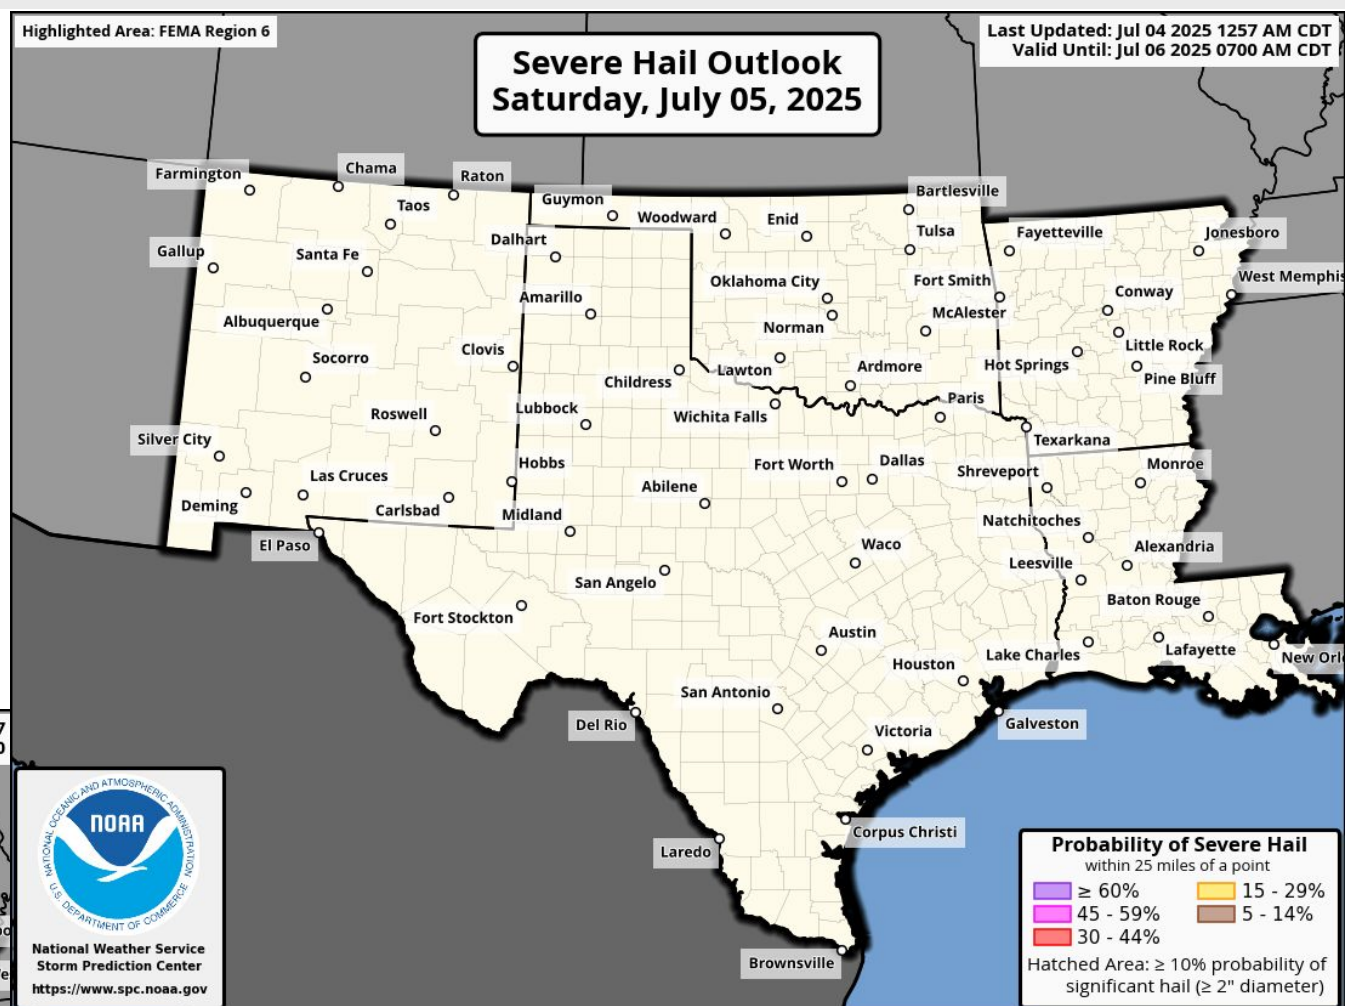 Highlighted Area: FEMA Region 6
Severe Hail Outlook
Saturday, July 05, 2025
Last Updated: Jul 04 2025 1257 AM CDT
Valid Until: Jul 06 2025 0700 AM CDT
Farmington
Chama
Raton
Taos
Guymon
Woodward
Enid
Bartlesville
Tulsa
Fayetteville
Jonesboro
Gallup
Santa Fe
Dalhart
Oklahoma City
Fort Smith
West Memphis
Albuquerque
Amarillo
Norman
McAlester
Conway
Little Rock
Socorro
Clovis
Childress
Lawton
Ardmore
Hot Springs
Pine Bluff
Roswell
Lubbock
Wichita Falls
Paris
Texarkana
Silver City
Las Cruces
Hobbs
Abilene
Fort Worth
Dallas
Shreveport
Monroe
Deming
Carlsbad
Midland
Natchitoches
El Paso
San Angelo
Waco
Leesville
Alexandria
Fort Stockton
Austin
Baton Rouge
Houston
Lake Charles
Lafayette
New Orl
San Antonio
Del Rio
Victoria
Galveston
Laredo
Corpus Christi
Brownsville
NATIONAL OCEANIC AND ATMOSPHERIC ADMINISTRATION
NOAA
U.S. DEPARTMENT OF COMMERCE
National Weather Service
Storm Prediction Center
https://www.spc.noaa.gov
Probability of Severe Hail
within 25 miles of a point
≥ 60%
45 - 59%
30 - 44%
15 - 29%
5 - 14%
Hatched Area: ≥ 10% probability of
significant hail (≥ 2" diameter)